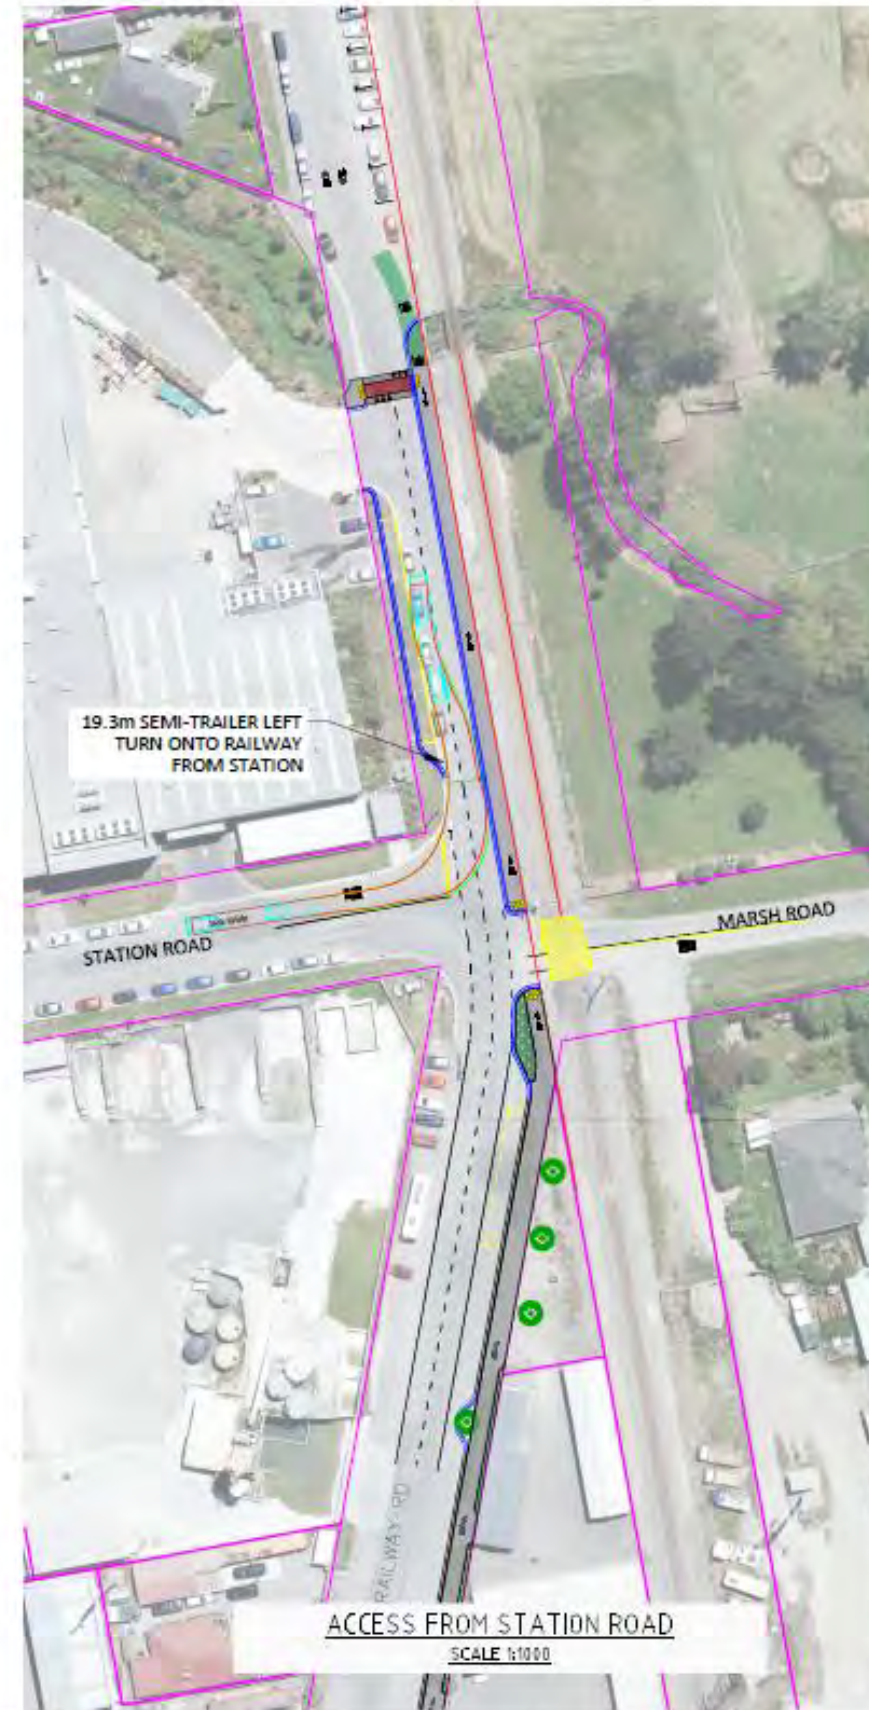 19.3m SEMI-TRAILER LEFT
TURN ONTO RAILWAY
FROM STATION
MARSH ROAD
STATION ROAD
RAILWAY RD
ACCESS FROM STATION ROAD
SCALE 1:1000